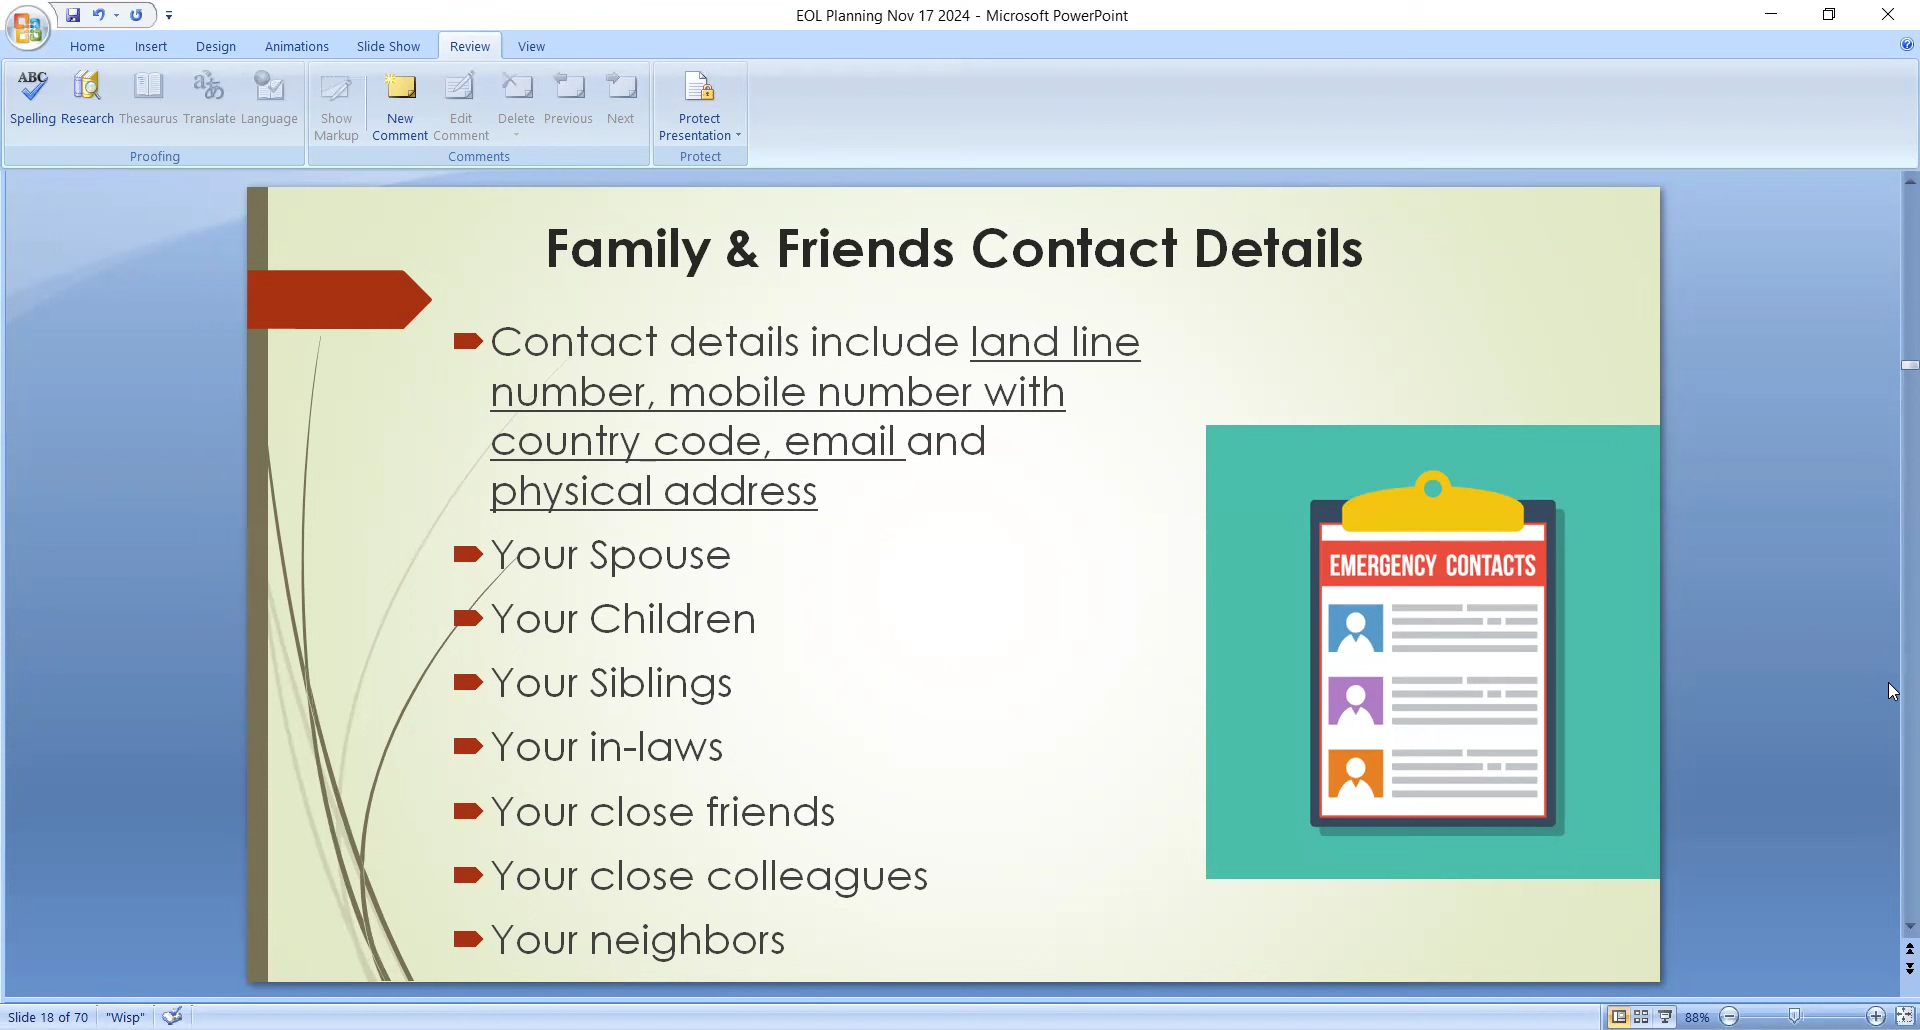 EOL Planning Nov 17 2024 - Microsoft PowerPoint
Home Insert Design Animations Slide Show Review View
ABC
Spelling Research Thesaurus Translate Language
Show Markup
New Comment
Edit Comment
Delete Previous Next
Protect Presentation
Proofing Comments Protect
Family & Friends Contact Details
Contact details include land line
number, mobile number with
country code, email and
physical address
Your Spouse
Your Children
Your Siblings
Your in-laws
Your close friends
Your close colleagues
Your neighbors
EMERGENCY CONTACTS
Slide 18 of 70 "Wisp" 88%